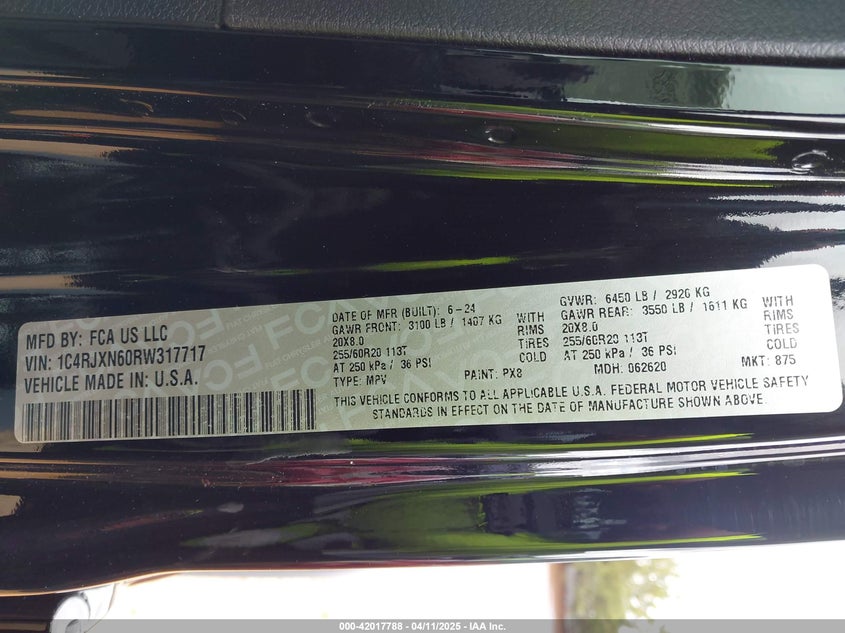 MFD BY: FCA US LLC
VIN: 1C4RJXN60RW317717
VEHICLE MADE IN: U.S.A.
DATE OF MFR (BUILT): 6-24
GAWR FRONT: 3100 LB / 1407 KG WITH
20X8.0 RIMS
255/60R20 113T TIRES
AT 250 kPa / 36 PSI
TYPE: MPV PAINT: PX8
GVWR: 6450 LB / 2926 KG
GAWR REAR: 3550 LB / 1611 KG WITH
20X8.0 RIMS
255/60R20 113T TIRES
AT 250 kPa / 36 PSI
MDH: 062620 MKT: 875
THIS VEHICLE CONFORMS TO ALL APPLICABLE U.S.A. FEDERAL MOTOR VEHICLE SAFETY
STANDARDS IN EFFECT ON THE DATE OF MANUFACTURE SHOWN ABOVE.
000-42017788 - 04/11/2025 - IAA Inc.